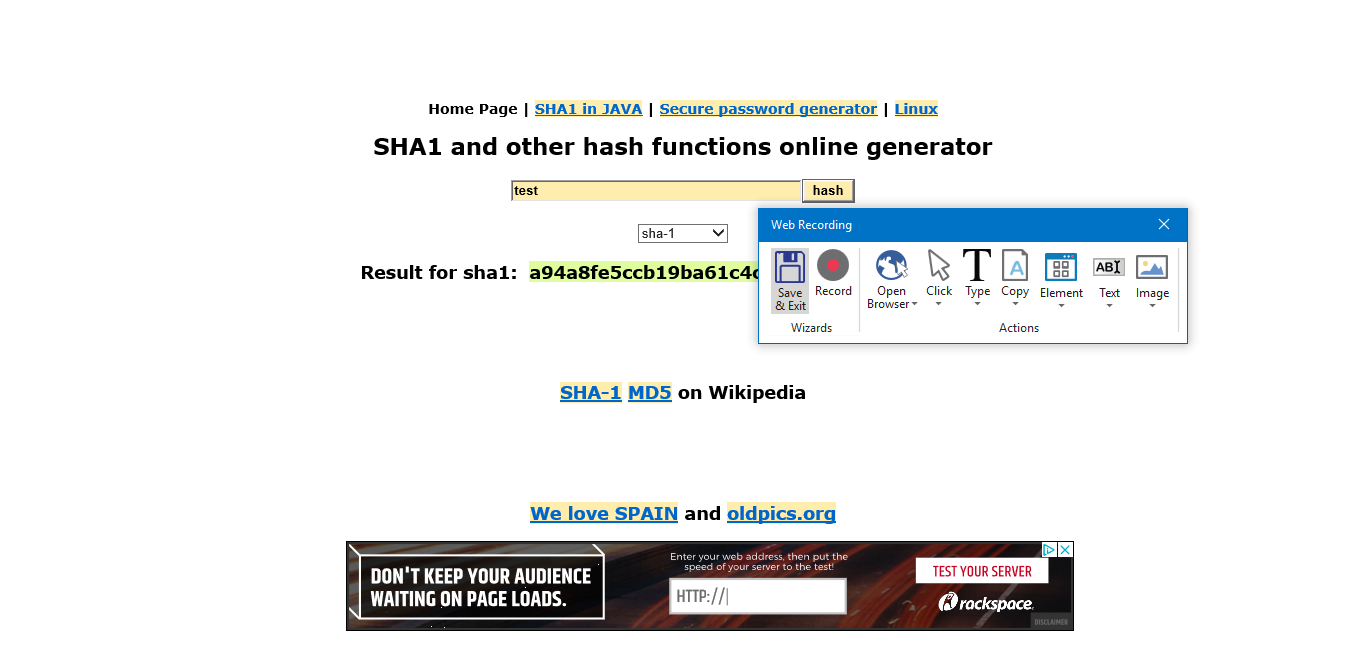 Home Page | SHA1 in JAVA | Secure password generator | Linux
SHA1 and other hash functions online generator
test hash
sha-1
Result for sha1: a94a8fe5ccb19ba61c4c
Web Recording
Save & Exit
Record
Wizards
Open Browser
Click
Type
Copy
Element
Text
Image
Actions
SHA-1 MD5 on Wikipedia
We love SPAIN and oldpics.org
DON'T KEEP YOUR AUDIENCE
WAITING ON PAGE LOADS.
Enter your web address, then put the
speed of your server to the test!
HTTP://
TEST YOUR SERVER
rackspace.
DISCLAIMER